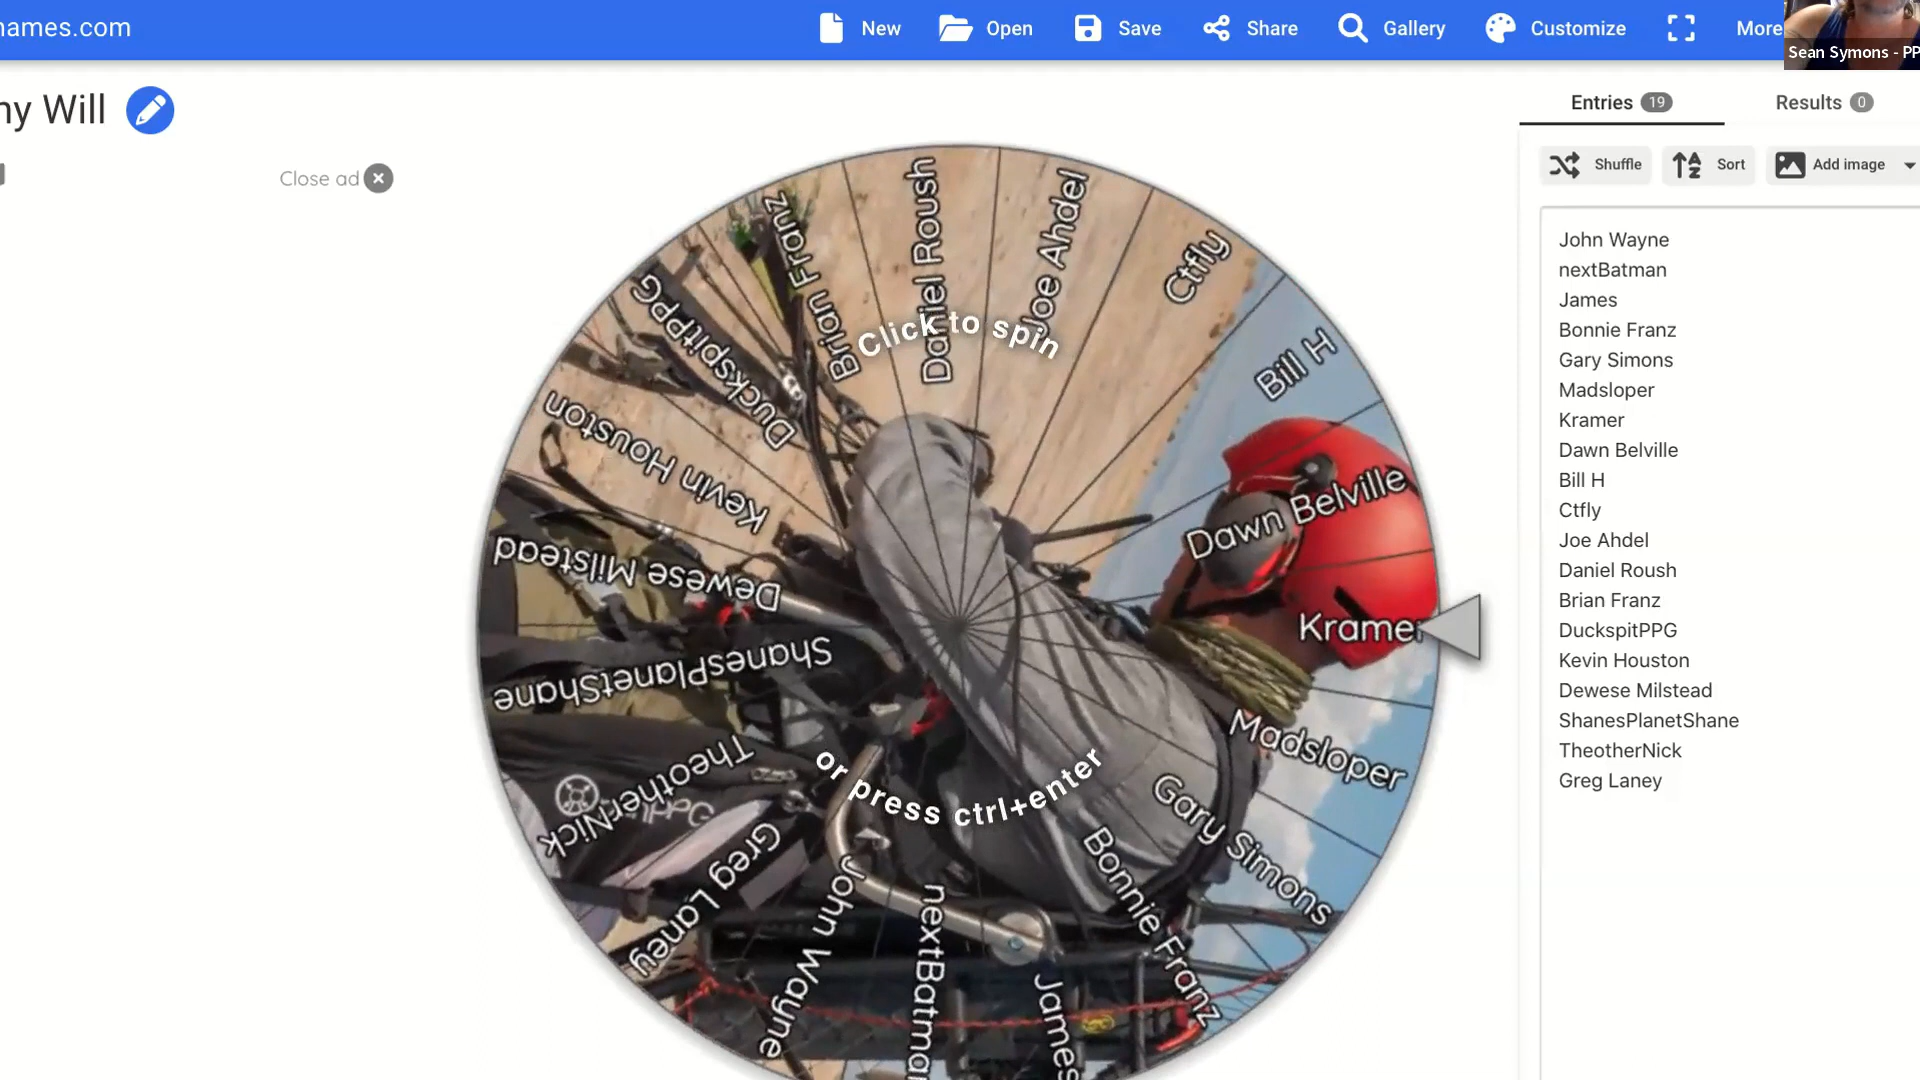 names.com
New
Open
Save
Share
Gallery
Customize
More
Sean Symons - PP
ny Will
Close ad
Entries 19
Results 0
Shuffle
Sort
Add image
John Wayne
nextBatman
James
Bonnie Franz
Gary Simons
Madsloper
Kramer
Dawn Belville
Bill H
Ctfly
Joe Ahdel
Daniel Roush
Brian Franz
DuckspitPPG
Kevin Houston
Dewese Milstead
ShanesPlanetShane
TheotherNick
Greg Laney
Click to spin
or press ctrl+enter
Daniel Roush
Joe Ahdel
Ctfly
Bill H
Dawn Belville
Kramer
Madsloper
Gary Simons
Bonnie Franz
James
nextBatman
John Wayne
Greg Laney
TheotherNick
ShanesPlanetShane
Dewese Milstead
Kevin Houston
DuckspitPPG
Brian Franz